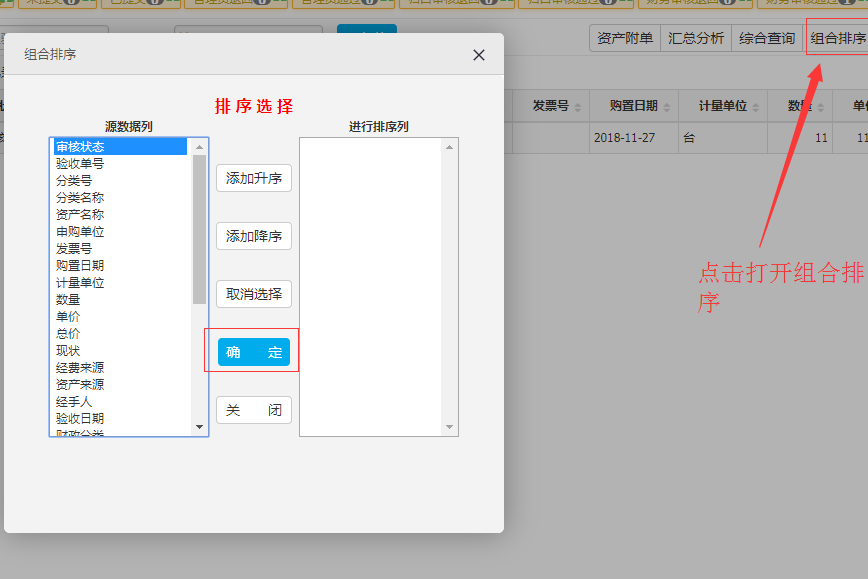 资产附单 汇总分析 综合查询 组合排序
组合排序
排 序 选 择
源数据列
进行排序列
审核状态
验收单号
分类号
分类名称
资产名称
申购单位
发票号
购置日期
计量单位
数量
单价
总价
现状
经费来源
资产来源
经手人
验收日期
财政分类
添加升序
添加降序
取消选择
确 定
关 闭
发票号 购置日期 计量单位 数量
2018-11-27 台 11
点击打开组合排
序